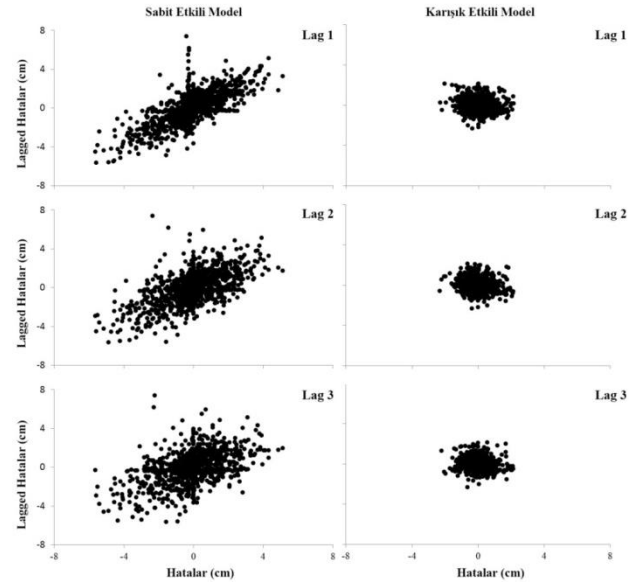 Sabit Etkili Model
Karışık Etkili Model
8
4
0
-4
-8
Lagged Hatalar (cm)
Lag 1
Lag 1
8
4
0
-4
-8
Lagged Hatalar (cm)
Lag 2
Lag 2
8
4
0
-4
-8
Lagged Hatalar (cm)
Lag 3
Lag 3
-8
-4
0
4
8
-8
-4
0
4
8
Hatalar (cm)
Hatalar (cm)